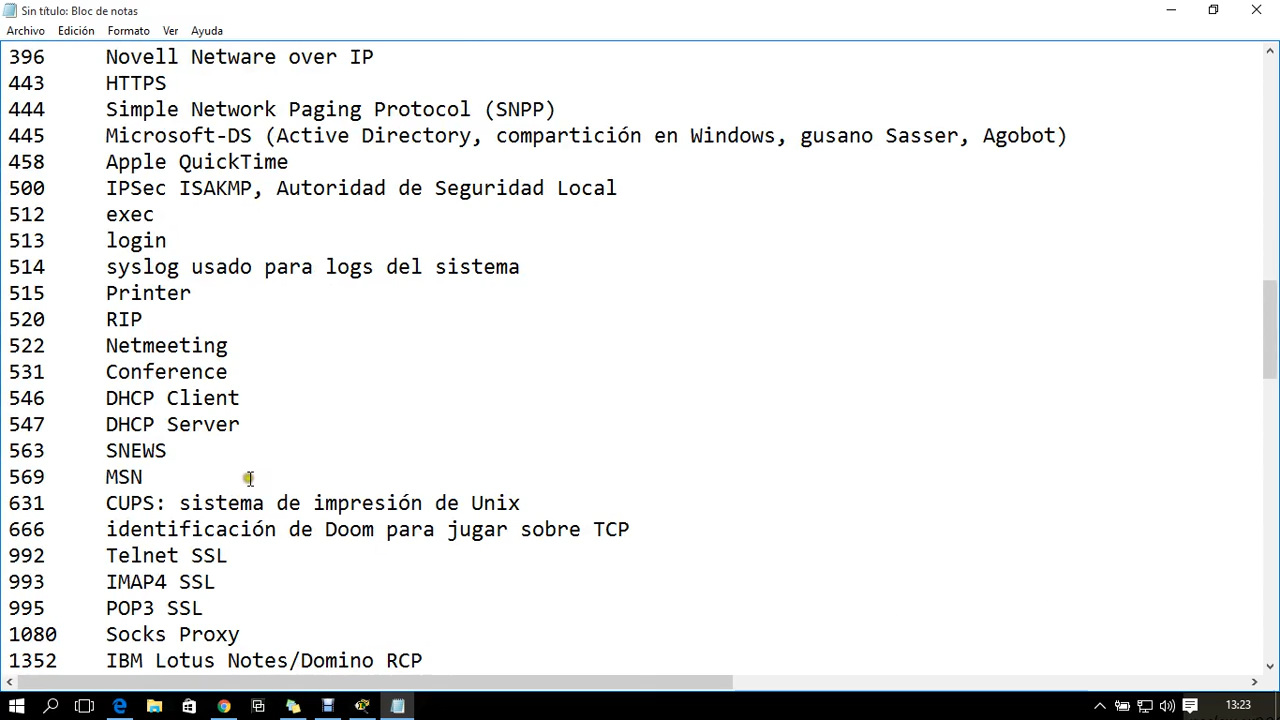 Sin título: Bloc de notas
Archivo Edición Formato Ver Ayuda
396 Novell Netware over IP
443 HTTPS
444 Simple Network Paging Protocol (SNPP)
445 Microsoft-DS (Active Directory, compartición en Windows, gusano Sasser, Agobot)
458 Apple QuickTime
500 IPSec ISAKMP, Autoridad de Seguridad Local
512 exec
513 login
514 syslog usado para logs del sistema
515 Printer
520 RIP
522 Netmeeting
531 Conference
546 DHCP Client
547 DHCP Server
563 SNEWS
569 MSN
631 CUPS: sistema de impresión de Unix
666 identificación de Doom para jugar sobre TCP
992 Telnet SSL
993 IMAP4 SSL
995 POP3 SSL
1080 Socks Proxy
1352 IBM Lotus Notes/Domino RCP
13:23